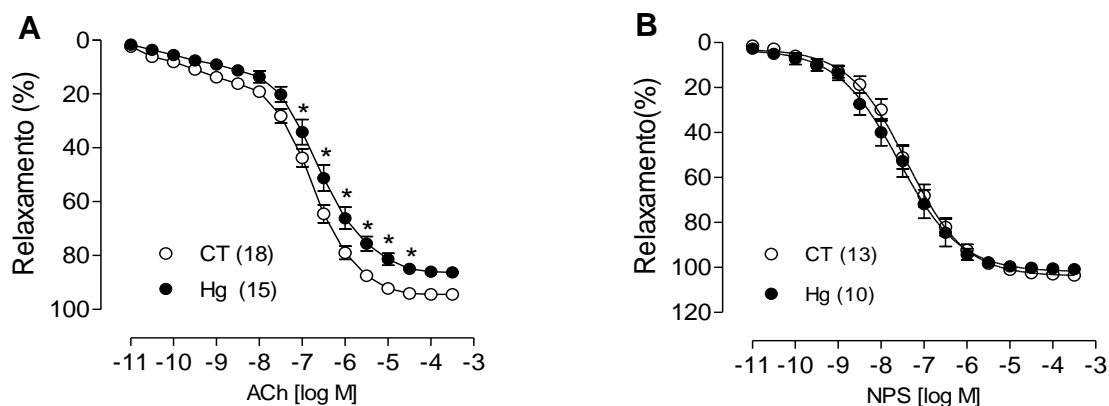 A
0
20
40
60
80
100
Relaxamento (%)
*
*
*
*
*
*
CT (18)
Hg (15)
-11 -10 -9 -8 -7 -6 -5 -4 -3
ACh [log M]
B
0
20
40
60
80
100
120
Relaxamento(%)
CT (13)
Hg (10)
-11 -10 -9 -8 -7 -6 -5 -4 -3
NPS [log M]